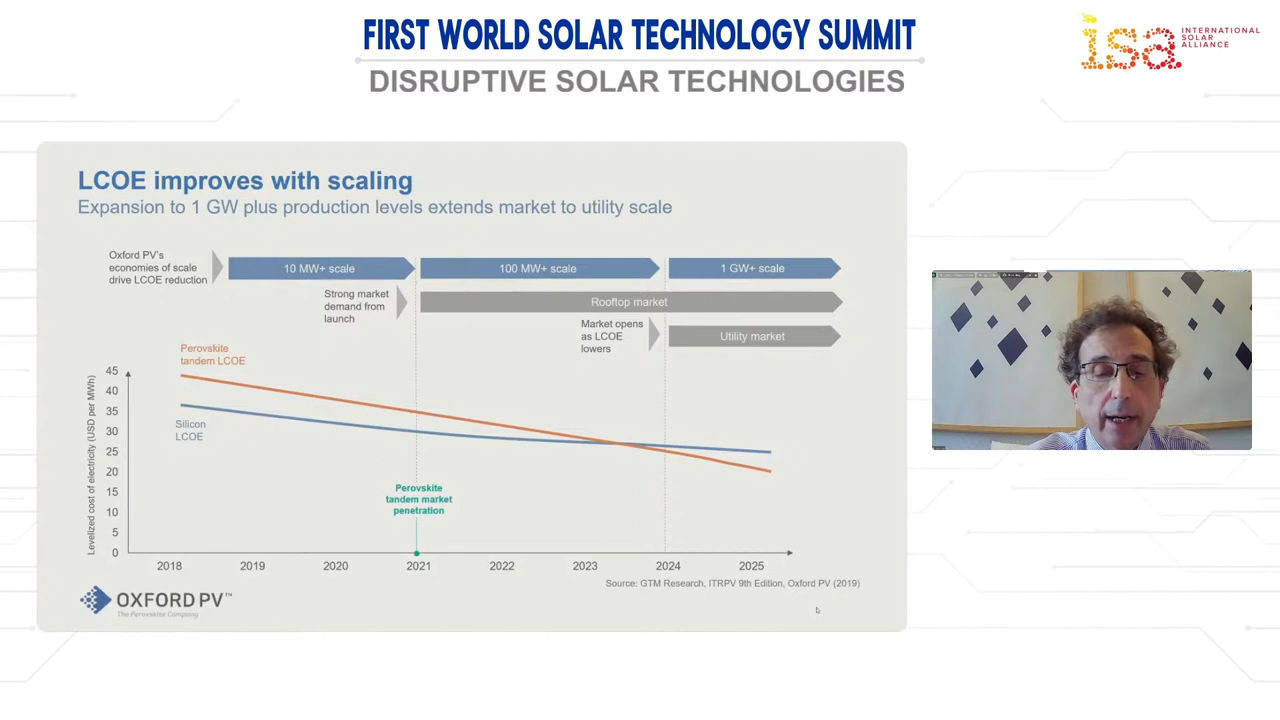 FIRST WORLD SOLAR TECHNOLOGY SUMMIT
DISRUPTIVE SOLAR TECHNOLOGIES
isa
INTERNATIONAL
SOLAR
ALLIANCE
LCOE improves with scaling
Expansion to 1 GW plus production levels extends market to utility scale
Oxford PV's
economies of scale
drive LCOE reduction
10 MW+ scale
100 MW+ scale
1 GW+ scale
Strong market
demand from
launch
Rooftop market
Market opens
as LCOE
lowers
Utility market
Perovskite
tandem LCOE
Silicon
LCOE
Levelized cost of electricity (USD per MWh)
45
40
35
30
25
20
15
10
5
0
Perovskite
tandem market
penetration
2018 2019 2020 2021 2022 2023 2024 2025
Source: GTM Research, ITRPV 9th Edition, Oxford PV (2019)
OXFORD PV™
The Perovskite Company